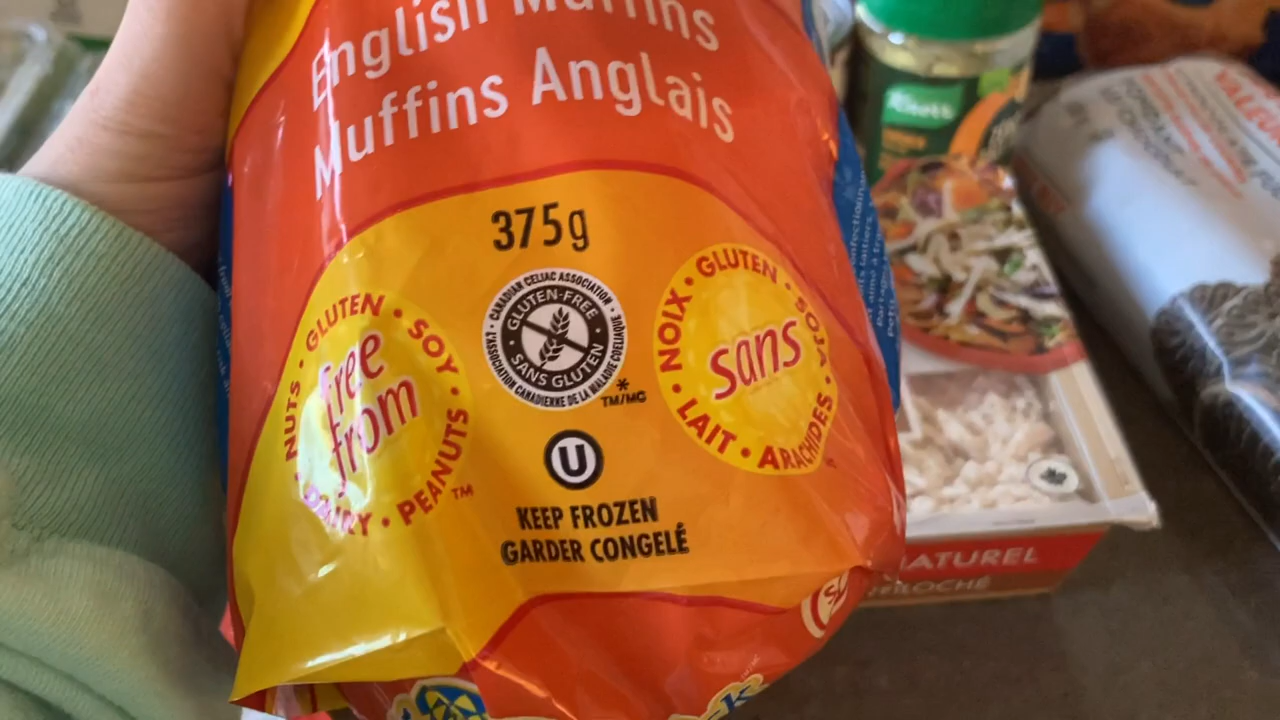 English Muffins
Muffins Anglais
375g
• CANADIAN CELIAC ASSOCIATION •
GLUTEN-FREE
SANS GLUTEN
L'ASSOCIATION CANADIENNE DE LA MALADIE COELIAQUE
*TM/MC
free
from
GLUTEN • SOY • PEANUTS • DAIRY • NUTS •
TM
sans
GLUTEN • SOJA • ARACHIDES • LAIT • NOIX •
U
KEEP FROZEN
GARDER CONGELÉ
Knorr
NATUREL